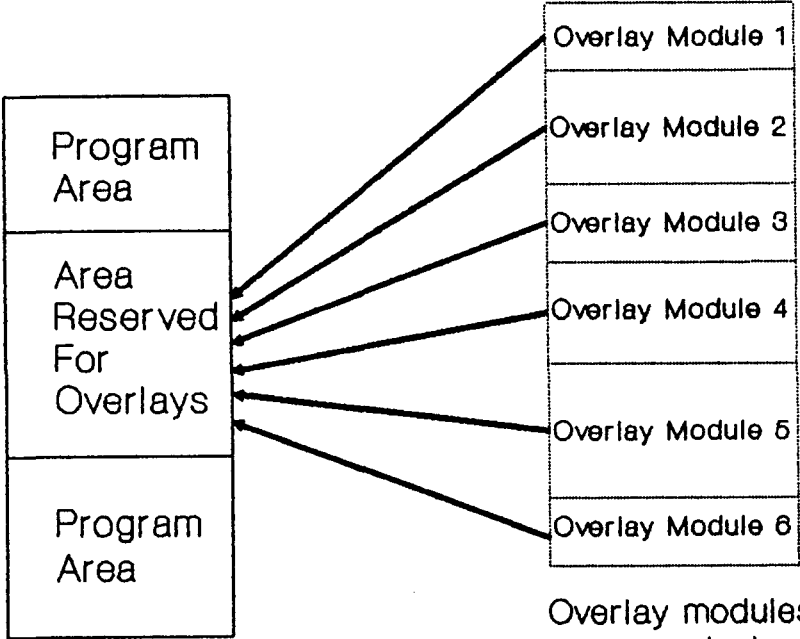 Program
Area
Area
Reserved
For
Overlays
Program
Area
Overlay Module 1
Overlay Module 2
Overlay Module 3
Overlay Module 4
Overlay Module 5
Overlay Module 6
Overlay modules